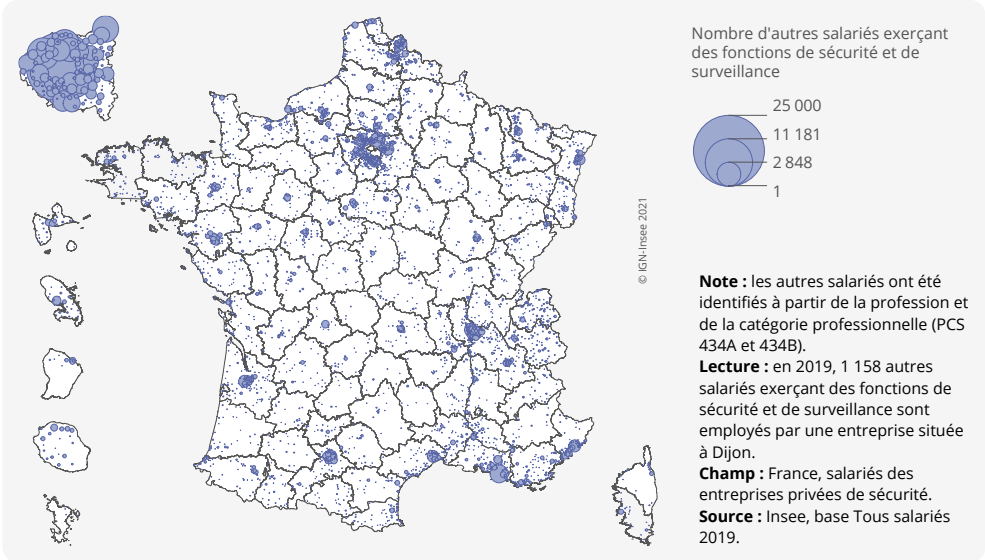 Nombre d'autres salariés exerçant
des fonctions de sécurité et de
surveillance
25 000
11 181
2 848
1
© IGN-Insee 2021
Note : les autres salariés ont été
identifiés à partir de la profession et
de la catégorie professionnelle (PCS
434A et 434B).
Lecture : en 2019, 1 158 autres
salariés exerçant des fonctions de
sécurité et de surveillance sont
employés par une entreprise située
à Dijon.
Champ : France, salariés des
entreprises privées de sécurité.
Source : Insee, base Tous salariés
2019.